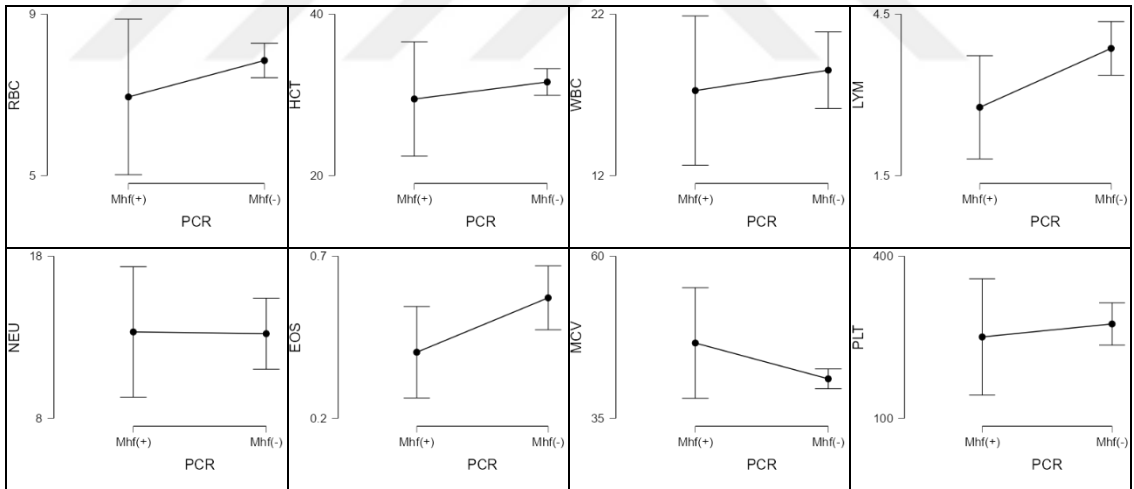 9
RBC
5
Mhf(+) Mhf(-)
PCR
40
HCT
20
Mhf(+) Mhf(-)
PCR
22
WBC
12
Mhf(+) Mhf(-)
PCR
4.5
LYM
1.5
Mhf(+) Mhf(-)
PCR
18
NEU
8
Mhf(+) Mhf(-)
PCR
0.7
EOS
0.2
Mhf(+) Mhf(-)
PCR
60
MCV
35
Mhf(+) Mhf(-)
PCR
400
PLT
100
Mhf(+) Mhf(-)
PCR